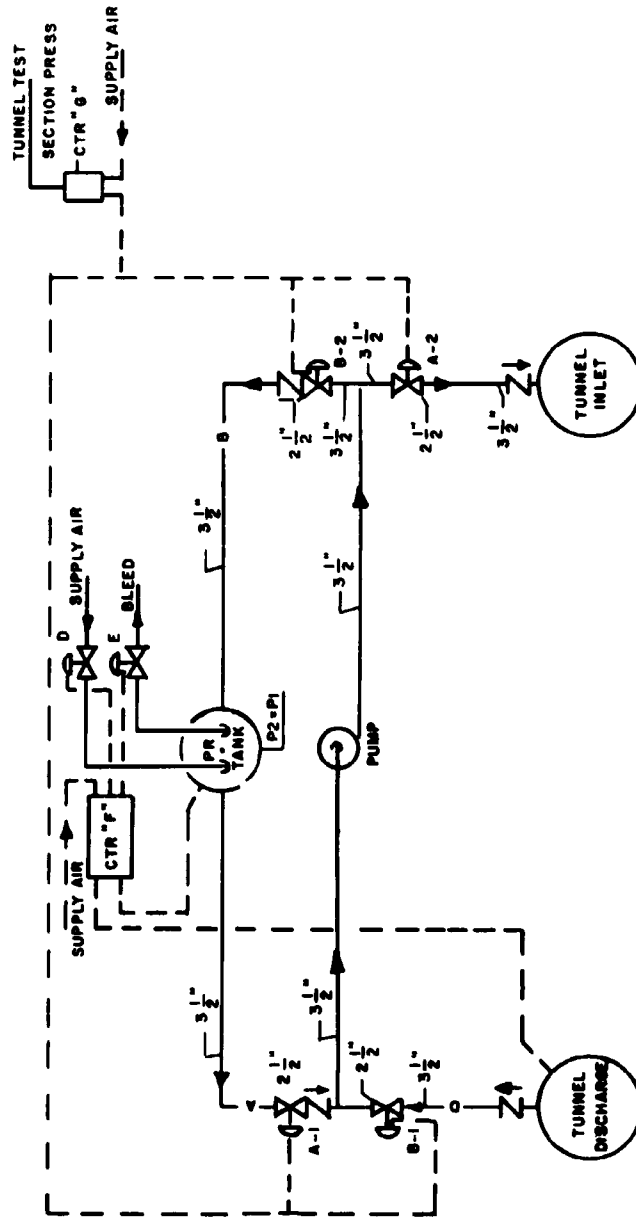 TUNNEL TEST
SECTION PRESS
CTR "G"
SUPPLY AIR
B-2
A-2
3 1/2"
2 1/2"
3 1/2"
2 1/2"
3 1/2"
TUNNEL
INLET
B
3 1/2"
3 1/2"
SUPPLY AIR
D
BLEED
E
PR
TANK
P2=P1
PUMP
CTR "F"
SUPPLY AIR
3 1/2"
3 1/2"
2 1/2"
A-1
2 1/2"
3 1/2"
B-1
TUNNEL
DISCHARGE